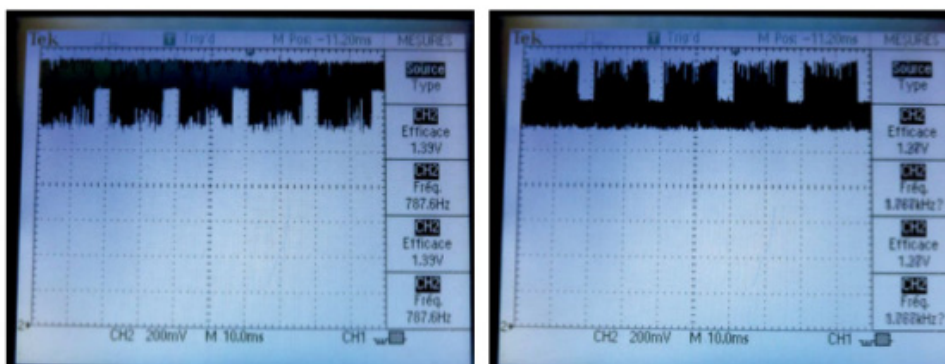 Tek Trig'd M Pos: -11.20ms MESURES
Source
Type
CH2
Efficace
1.39V
CH2
Fréq.
787.6Hz
CH2
Efficace
1.39V
CH2
Fréq.
787.6Hz
2
CH2 200mV M 10.0ms CH1
Tek Trig'd M Pos: -11.20ms MESURES
Source
Type
CH2
Efficace
CH2
Fréq.
CH2
Efficace
CH2
Fréq.
2
CH2 200mV M 10.0ms CH1